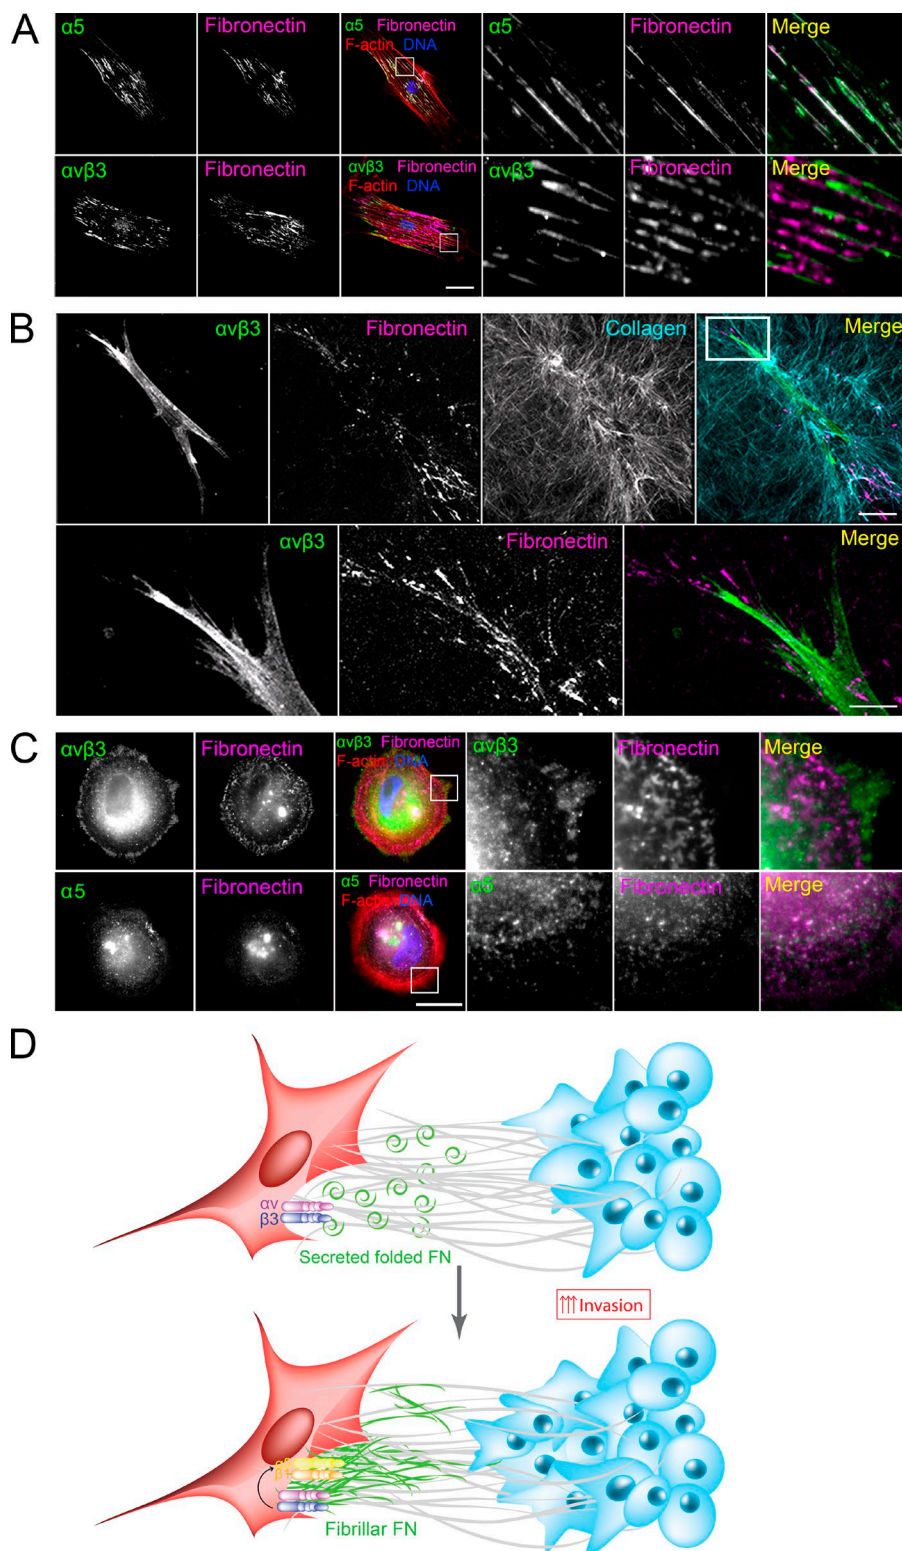 A
α5
Fibronectin
α5 Fibronectin
F-actin DNA
α5
Fibronectin
Merge
αvβ3
Fibronectin
αvβ3 Fibronectin
F-actin DNA
αvβ3
Fibronectin
Merge
B
αvβ3
Fibronectin
Collagen
Merge
αvβ3
Fibronectin
Merge
C
αvβ3
Fibronectin
αvβ3 Fibronectin
F-actin DNA
αvβ3
Fibronectin
Merge
α5
Fibronectin
α5 Fibronectin
F-actin DNA
α5
Fibronectin
Merge
D
αv
β3
Secreted folded FN
↑↑↑ Invasion
α5
β1
Fibrillar FN